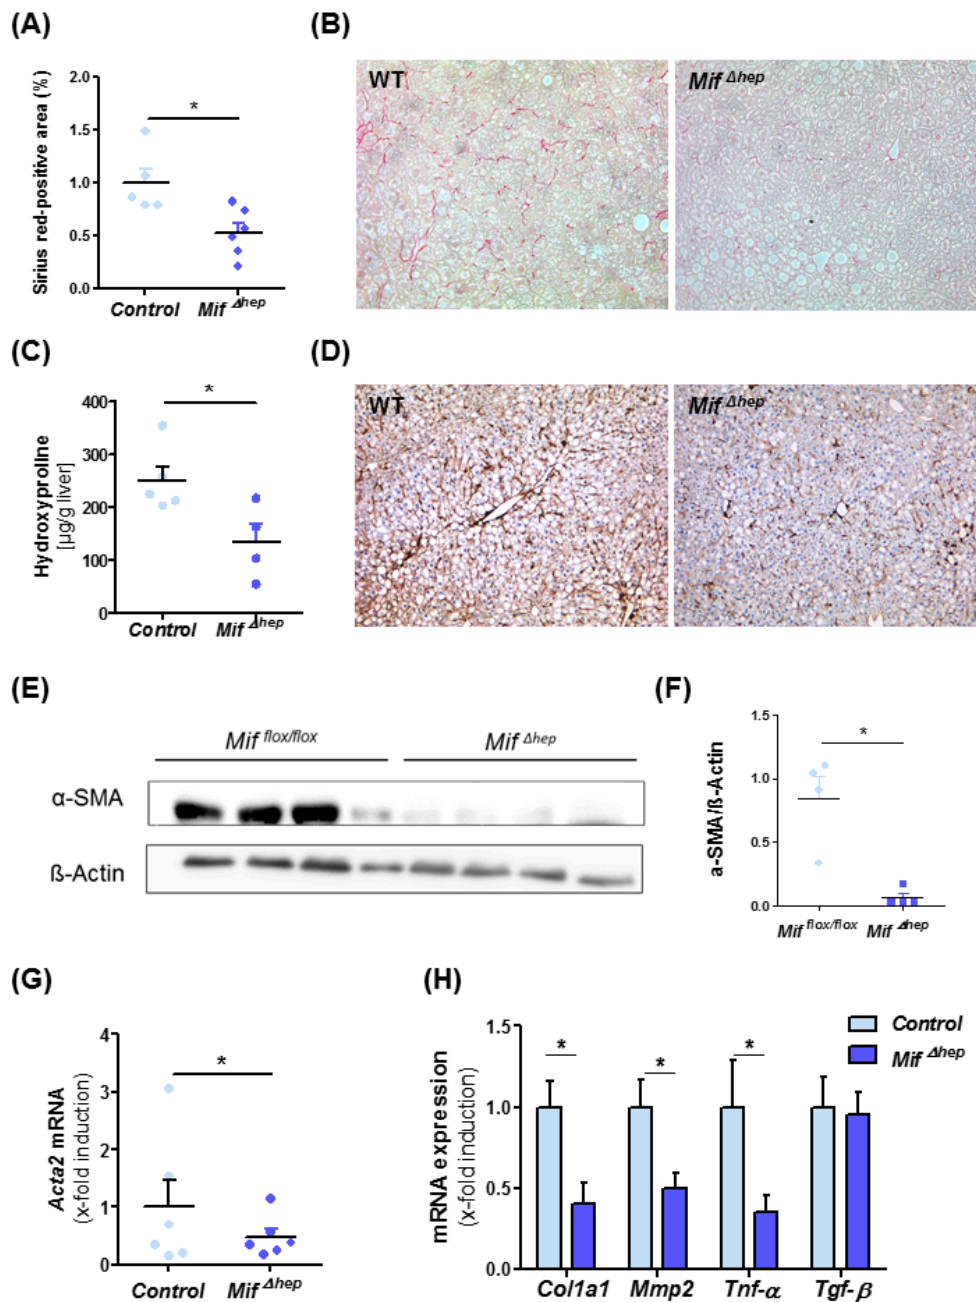 (A)
Sirius red-positive area (%)
2.0
1.5
1.0
0.5
0.0
*
Control Mif Δhep
(B)
WT
Mif Δhep
(C)
Hydroxyproline
[µg/g liver]
400
300
200
100
0
*
Control Mif Δhep
(D)
WT
Mif Δhep
(E)
Mif flox/flox Mif Δhep
α-SMA
ß-Actin
(F)
a-SMA/ß-Actin
1.5
1.0
0.5
0.0
*
Mif flox/flox Mif Δhep
(G)
Acta2 mRNA
(x-fold induction)
4
3
2
1
0
*
Control Mif Δhep
(H)
Control
Mif Δhep
mRNA expression
(x-fold induction)
1.5
1.0
0.5
0.0
* * *
Col1a1 Mmp2 Tnf-α Tgf-β